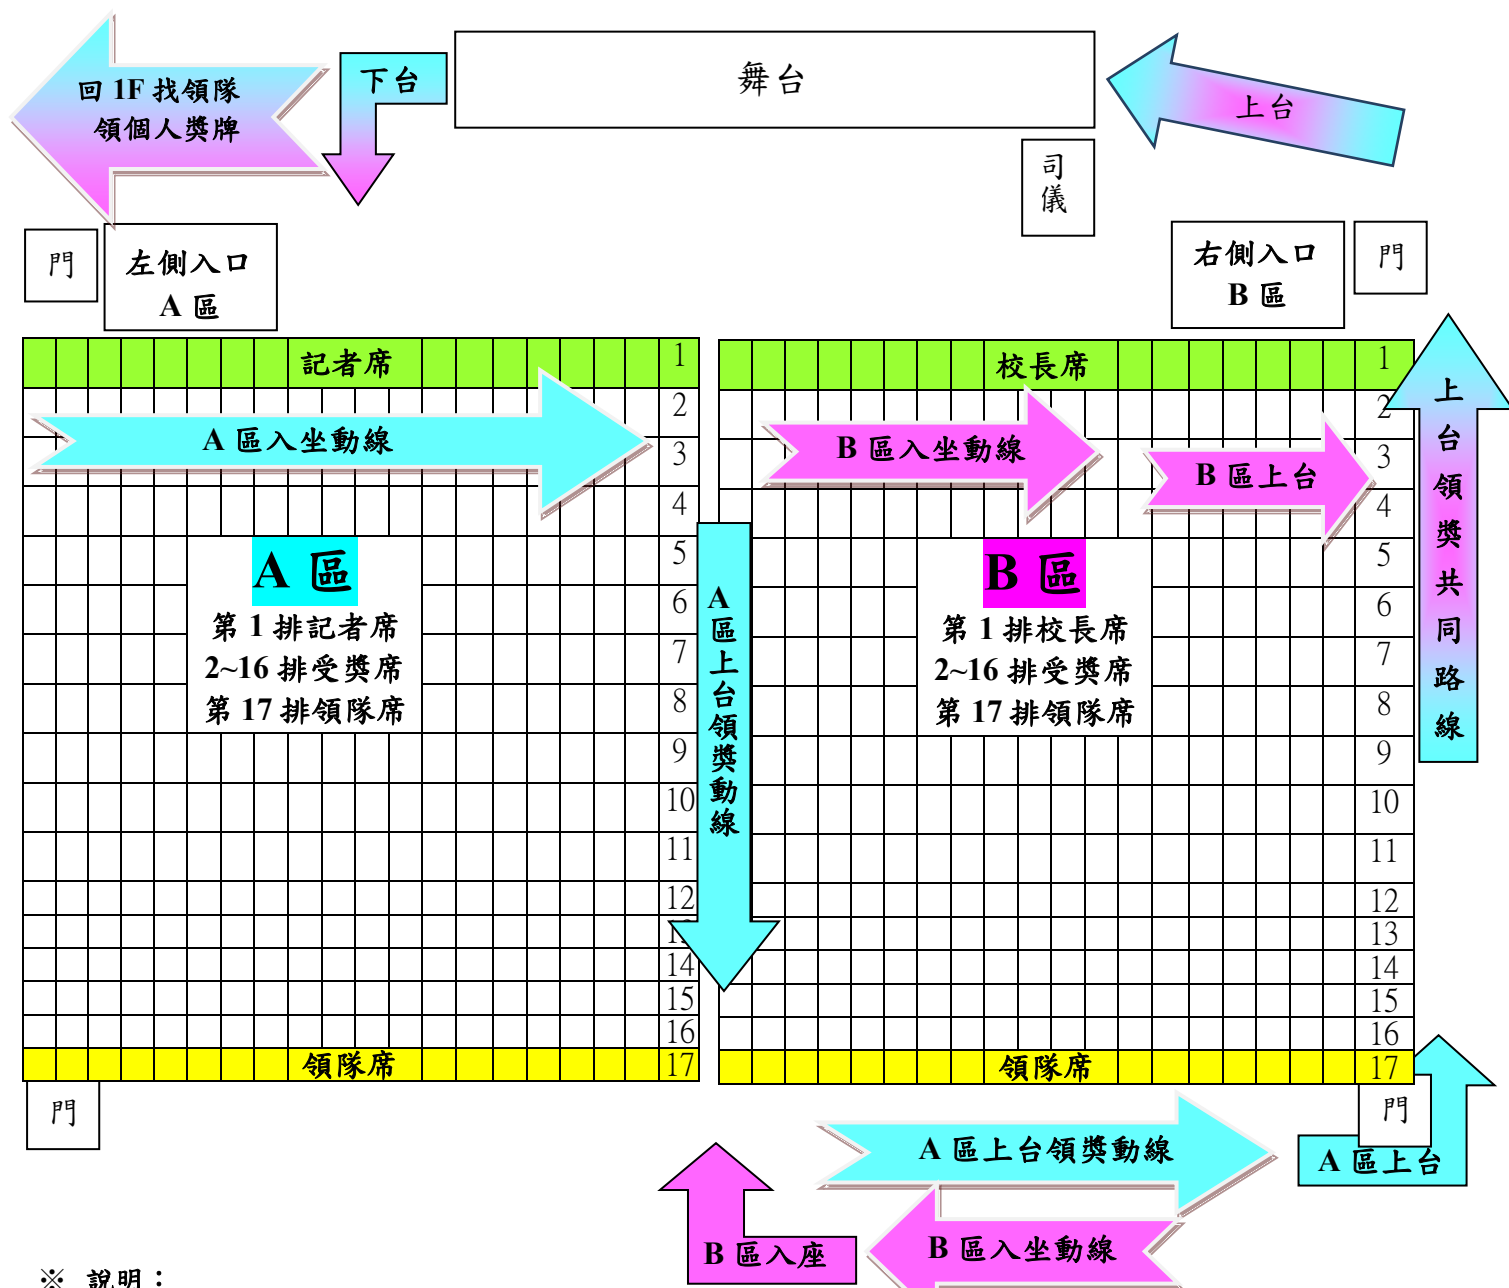 回 1F 找領隊
領個人獎牌
下台
舞台
上台
司儀
門
左側入口
A 區
右側入口
B 區
門
記者席
1
2
3
4
5
6
7
8
9
10
11
12
13
14
15
16
領隊席
17
A 區入坐動線
A 區
第 1 排記者席
2~16 排受獎席
第 17 排領隊席
A區上台領獎動線
校長席
1
2
3
4
5
6
7
8
9
10
11
12
13
14
15
16
領隊席
17
B 區入坐動線
B 區上台
B 區
第 1 排校長席
2~16 排受獎席
第 17 排領隊席
上台領獎共同路線
門
門
A 區上台領獎動線
A 區上台
B 區入座
B 區入坐動線
※ 說明：